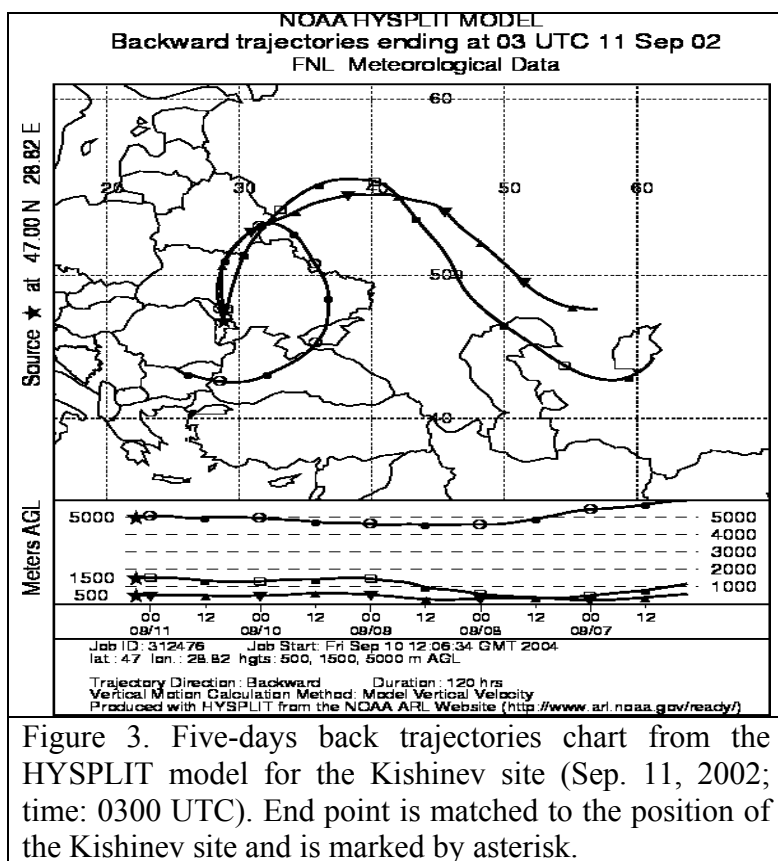 NOAA HYSPLIT MODEL
Backward trajectories ending at 03 UTC 11 Sep 02
FNL Meteorological Data
Source ★ at 47.00 N 28.82 E
60
20
30
40
50
60
50
40
Meters AGL
5000
1500
500
5000
4000
3000
2000
1000
00 12 00 12 00 12 00 12 00 12
09/11 09/10 09/09 09/08 09/07
Job ID: 312476 Job Start: Fri Sep 10 12:06:34 GMT 2004
lat.: 47 lon.: 28.82 hgts: 500, 1500, 5000 m AGL
Trajectory Direction: Backward Duration: 120 hrs
Vertical Motion Calculation Method: Model Vertical Velocity
Produced with HYSPLIT from the NOAA ARL Website (http://www.arl.noaa.gov/ready/)
Figure 3. Five-days back trajectories chart from the
HYSPLIT model for the Kishinev site (Sep. 11, 2002;
time: 0300 UTC). End point is matched to the position of
the Kishinev site and is marked by asterisk.